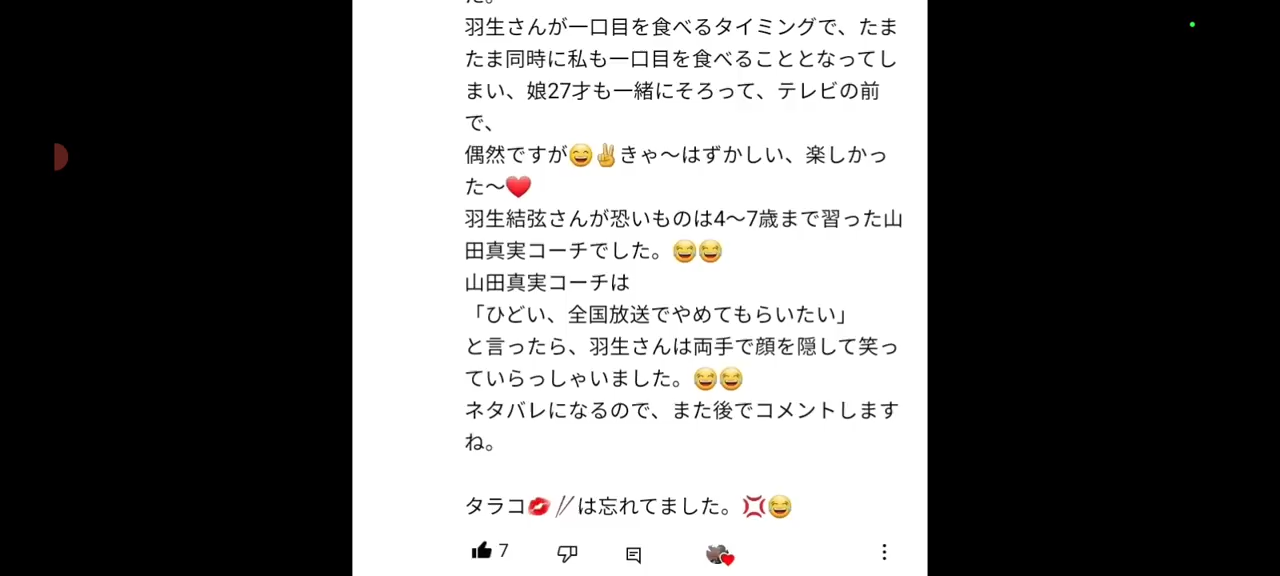 た。
羽生さんが一口目を食べるタイミングで、たま
たま同時に私も一口目を食べることとなってし
まい、娘27才も一緒にそろって、テレビの前
で、
偶然ですが😄✌️きゃ〜はずかしい、楽しかっ
た〜❤️
羽生結弦さんが恐いものは4〜7歳まで習った山
田真実コーチでした。😆😆
山田真実コーチは
「ひどい、全国放送でやめてもらいたい」
と言ったら、羽生さんは両手で顔を隠して笑っ
ていらっしゃいました。😆😆
ネタバレになるので、また後でコメントします
ね。
タラコ💋🥢は忘れてました。💢😆
7